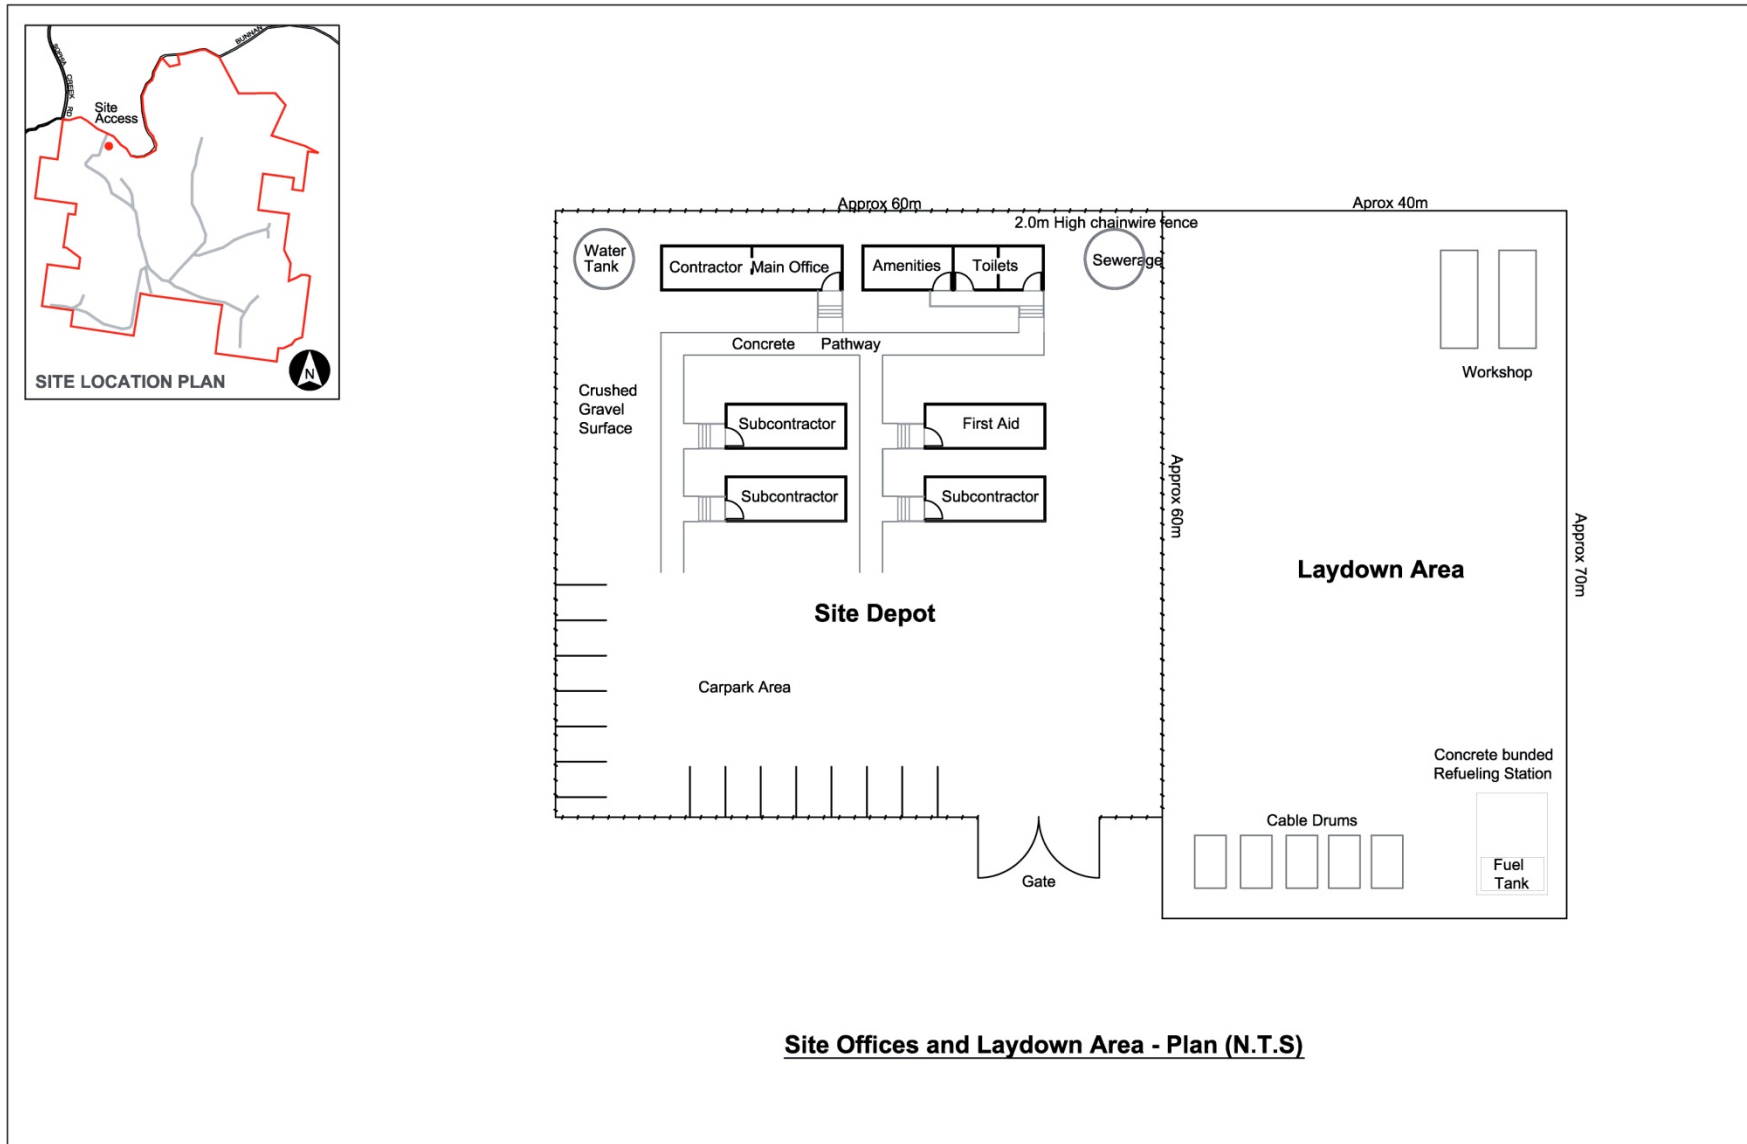 BUNNAN
SOPHIA CREEK RD
Site
Access
N
SITE LOCATION PLAN
Approx 60m
Aprox 40m
2.0m High chainwire fence
Water
Tank
Contractor
Main Office
Amenities
Toilets
Sewerage
Concrete Pathway
Workshop
Crushed
Gravel
Surface
Subcontractor
First Aid
Subcontractor
Subcontractor
Approx 60m
Approx 70m
Laydown Area
Site Depot
Carpark Area
Concrete bunded
Refueling Station
Cable Drums
Fuel
Tank
Gate
Site Offices and Laydown Area - Plan (N.T.S)